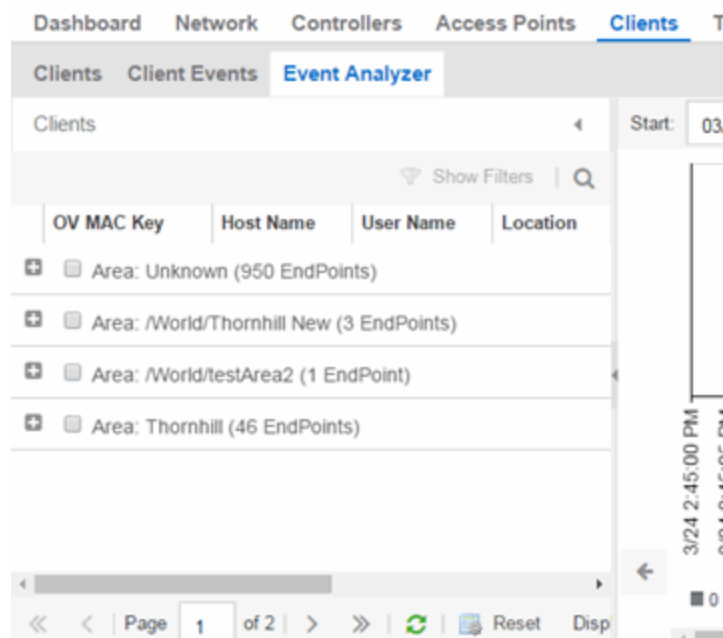 Dashboard Network Controllers Access Points Clients T
Clients Client Events Event Analyzer
Clients Start: 03/
Show Filters
OV MAC Key Host Name User Name Location
Area: Unknown (950 EndPoints)
Area: /World/Thornhill New (3 EndPoints)
Area: /World/testArea2 (1 EndPoint)
Area: Thornhill (46 EndPoints)
3/24 2:45:00 PM
0
Page 1 of 2 Reset Disp